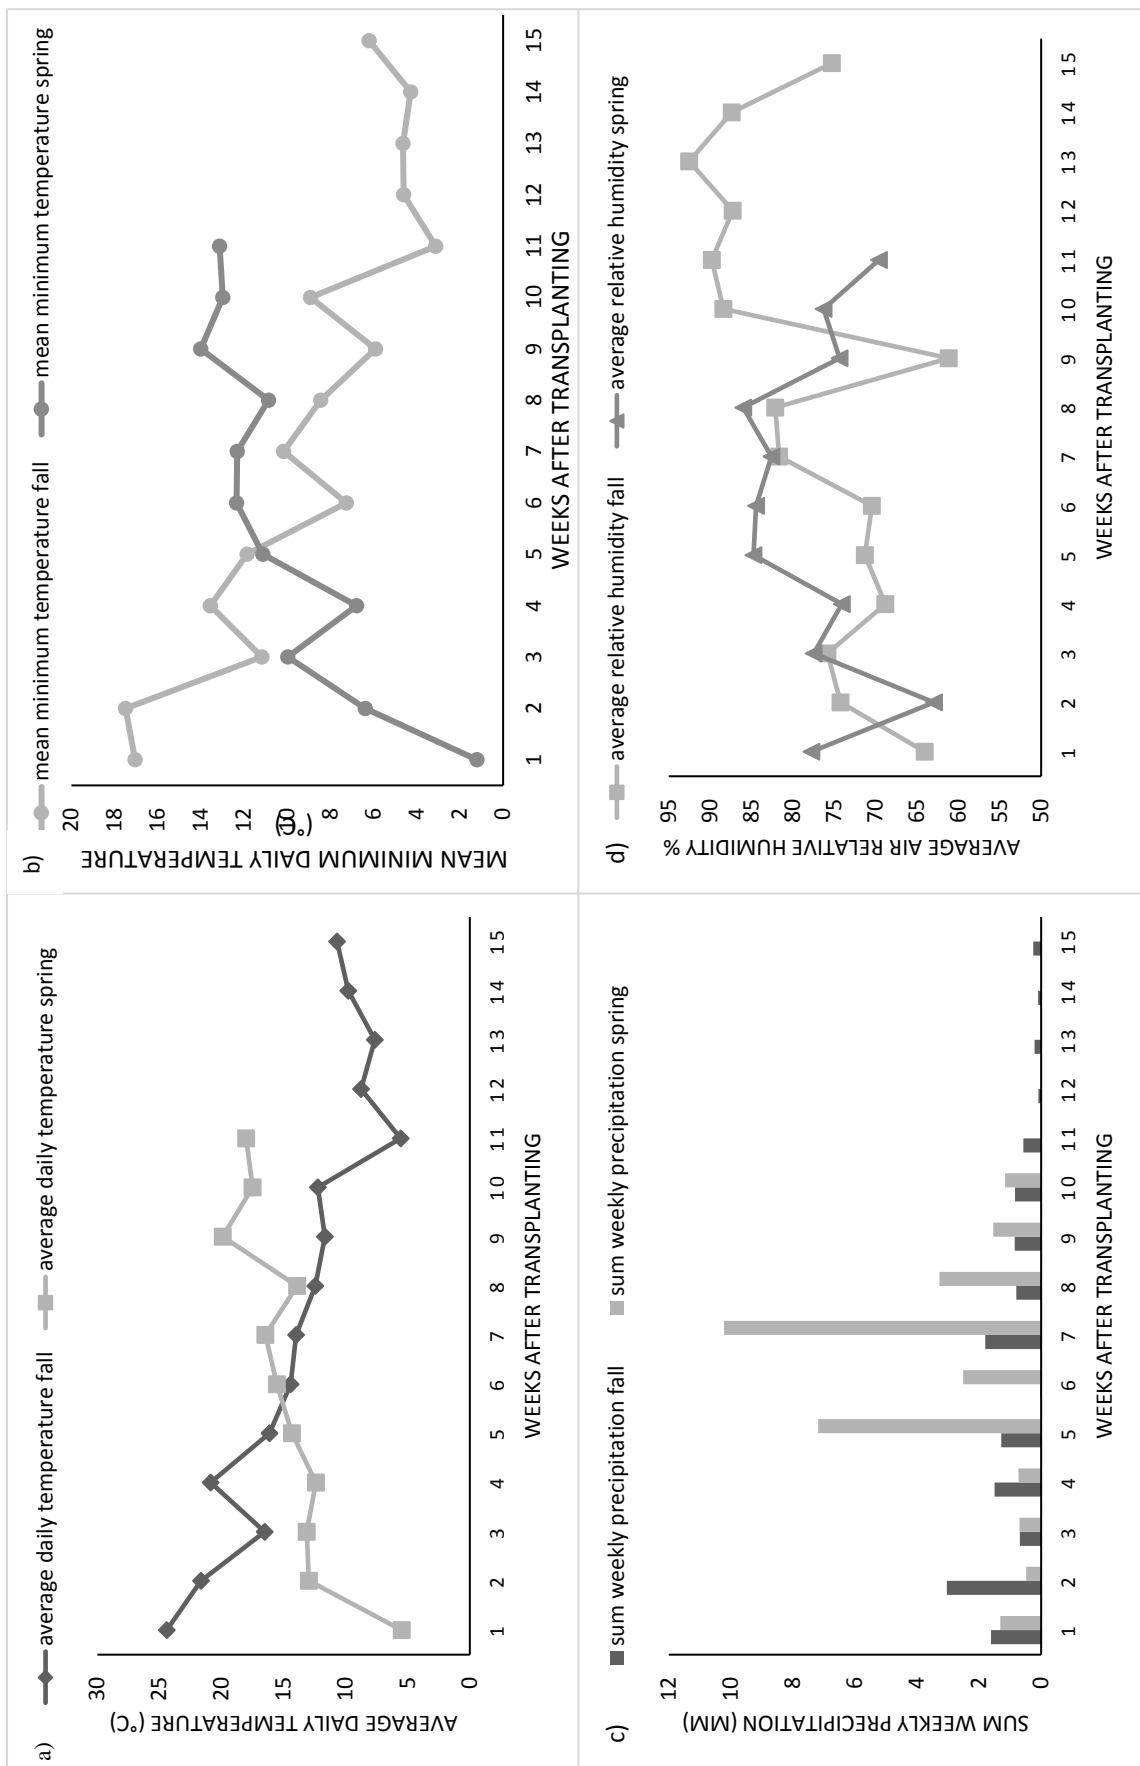 a)
average daily temperature fall
average daily temperature spring
30
25
20
15
10
5
0
AVERAGE DAILY TEMPERATURE (°C)
1 2 3 4 5 6 7 8 9 10 11 12 13 14 15
WEEKS AFTER TRANSPLANTING
b)
mean minimum temperature fall
mean minimum temperature spring
20
18
16
14
12
10
8
6
4
2
0
MEAN MINIMUM DAILY TEMPERATURE
(°C)
1 2 3 4 5 6 7 8 9 10 11 12 13 14 15
WEEKS AFTER TRANSPLANTING
c)
sum weekly precipitation fall
sum weekly precipitation spring
12
10
8
6
4
2
0
SUM WEEKLY PRECIPITATION (MM)
1 2 3 4 5 6 7 8 9 10 11 12 13 14 15
WEEKS AFTER TRANSPLANTING
d)
average relative humidity fall
average relative humidity spring
95
90
85
80
75
70
65
60
55
50
AVERAGE AIR RELATIVE HUMIDITY %
1 2 3 4 5 6 7 8 9 10 11 12 13 14 15
WEEKS AFTER TRANSPLANTING